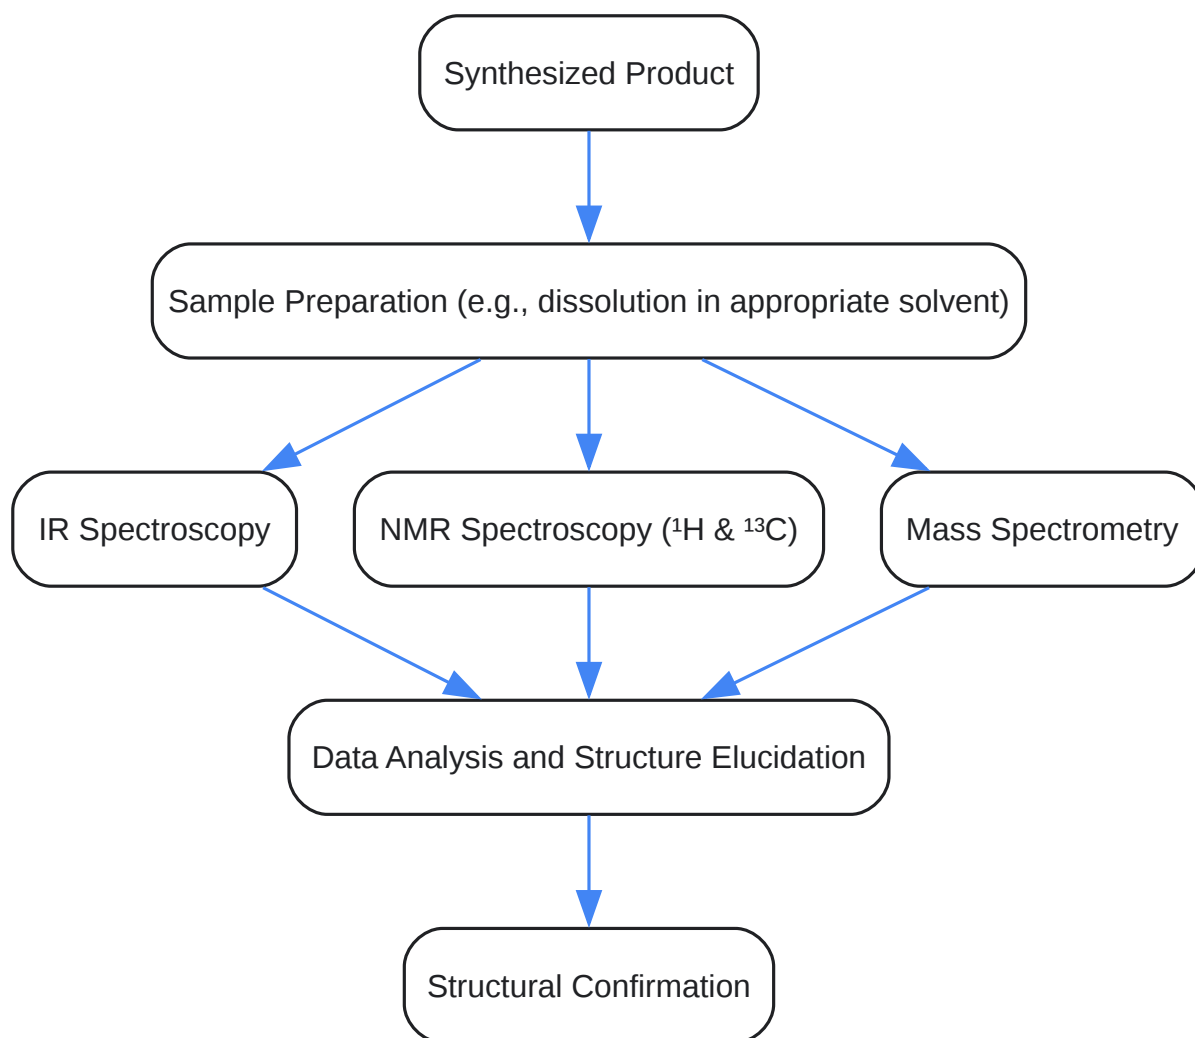 Synthesized Product
Sample Preparation (e.g., dissolution in appropriate solvent)
IR Spectroscopy
NMR Spectroscopy (¹H & ¹³C)
Mass Spectrometry
Data Analysis and Structure Elucidation
Structural Confirmation